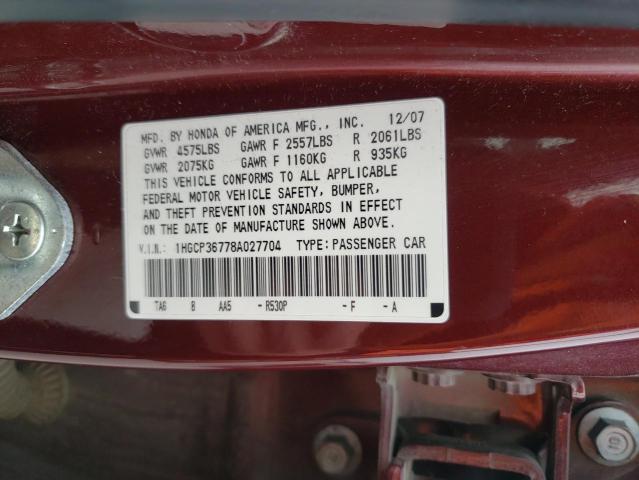 MFD. BY HONDA OF AMERICA MFG., INC. 12/07
GVWR 4575LBS GAWR F 2557LBS R 2061LBS
GVWR 2075KG GAWR F 1160KG R 935KG
THIS VEHICLE CONFORMS TO ALL APPLICABLE
FEDERAL MOTOR VEHICLE SAFETY, BUMPER,
AND THEFT PREVENTION STANDARDS IN EFFECT
ON THE DATE OF MANUFACTURE SHOWN ABOVE.
V.I.N.: 1HGCP36778A027704 TYPE: PASSENGER CAR
TA6 B AA5 -R530P -F -A